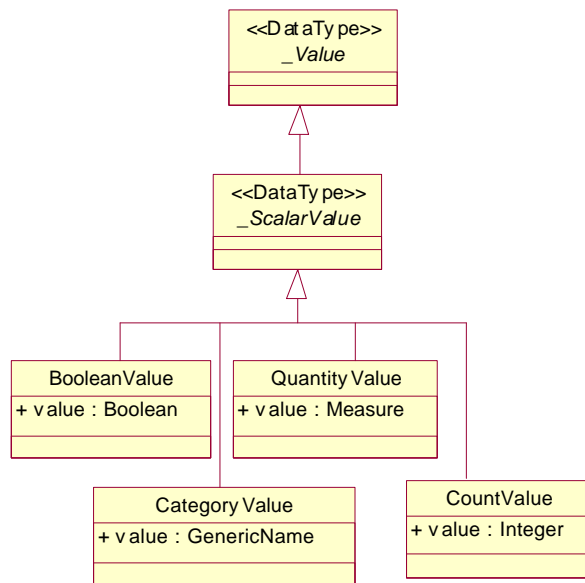 <<DataType>>
_Value
<<DataType>>
_ScalarValue
BooleanValue
+ value : Boolean
QuantityValue
+ value : Measure
CategoryValue
+ value : GenericName
CountValue
+ value : Integer